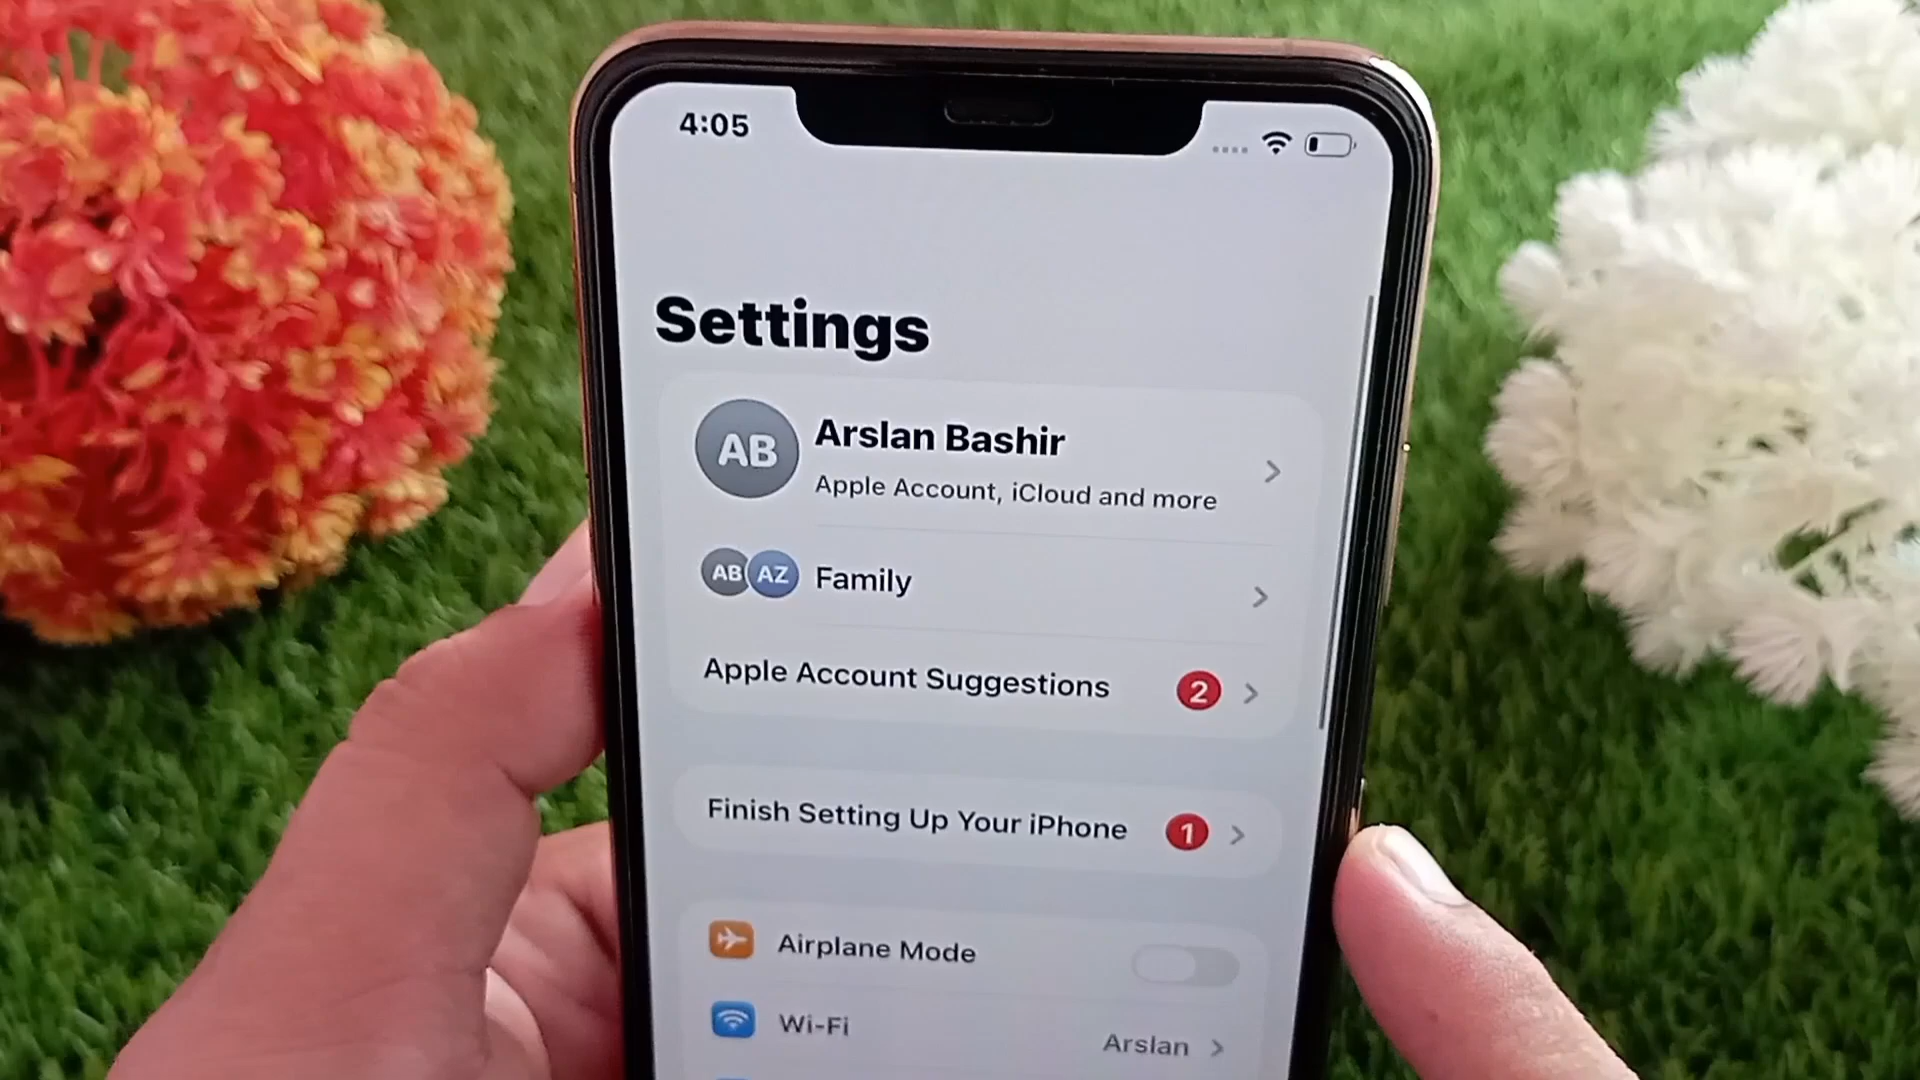 4:05
Settings
AB
Arslan Bashir
Apple Account, iCloud and more
AB AZ Family
Apple Account Suggestions 2
Finish Setting Up Your iPhone 1
Airplane Mode
Wi-Fi Arslan